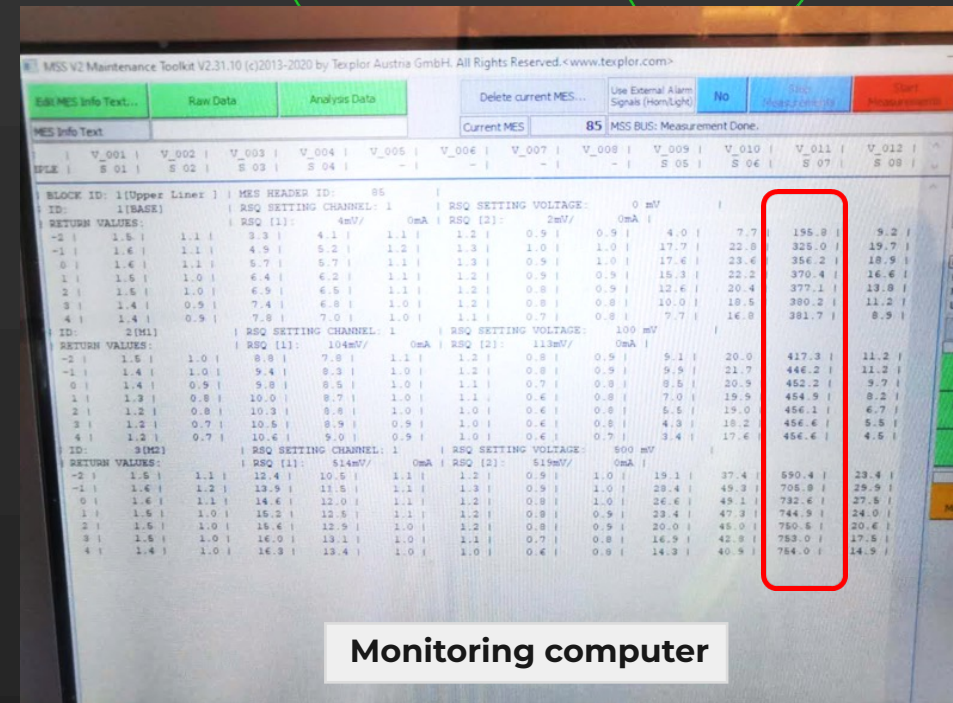 MSS V2 Maintenance Toolkit V2.31.10 (c)2013-2020 by Texplor Austria GmbH. All Rights Reserved.<www.texplor.com>
Edit MES Info Text... Raw Data Analysis Data Delete current MES... Use External Alarm Signals (Horn/Light) No Start Measurements
MES Info Text Current MES 85 MSS BUS: Measurement Done.
| V_001 | V_002 | V_003 | V_004 | V_005 | V_006 | V_007 | V_008 | V_009 | V_010 | V_011 | V_012 |
S 01 | S 02 | S 03 | S 04 | - | - | - | - | S 05 | S 06 | S 07 | S 08 |
BLOCK ID: 1[Upper Liner ] | MES HEADER ID: 85 |
ID: 1[BASE] | RSQ SETTING CHANNEL: 1 | RSQ SETTING VOLTAGE: 0 mV |
RETURN VALUES: | RSQ [1]: 4mV/ 0mA | RSQ [2]: 2mV/ 0mA |
-2 | 1.5 | 1.1 | 3.3 | 4.1 | 1.1 | 1.2 | 0.9 | 0.9 | 4.0 | 7.7 | 195.8 | 9.2 |
-1 | 1.6 | 1.1 | 4.9 | 5.2 | 1.2 | 1.3 | 1.0 | 1.0 | 17.7 | 22.8 | 325.0 | 19.7 |
0 | 1.6 | 1.1 | 5.7 | 5.7 | 1.1 | 1.3 | 0.9 | 1.0 | 17.6 | 23.6 | 356.2 | 18.9 |
1 | 1.5 | 1.0 | 6.4 | 6.2 | 1.1 | 1.2 | 0.9 | 0.9 | 15.3 | 22.2 | 370.4 | 16.6 |
2 | 1.5 | 1.0 | 6.9 | 6.5 | 1.1 | 1.2 | 0.8 | 0.9 | 12.6 | 20.4 | 377.1 | 13.8 |
3 | 1.4 | 0.9 | 7.4 | 6.8 | 1.0 | 1.2 | 0.8 | 0.8 | 10.0 | 18.5 | 380.2 | 11.2 |
4 | 1.4 | 0.9 | 7.8 | 7.0 | 1.0 | 1.1 | 0.7 | 0.8 | 7.7 | 16.8 | 381.7 | 8.9 |
ID: 2[M1] | RSQ SETTING CHANNEL: 1 | RSQ SETTING VOLTAGE: 100 mV |
RETURN VALUES: | RSQ [1]: 104mV/ 0mA | RSQ [2]: 113mV/ 0mA |
-2 | 1.5 | 1.0 | 8.8 | 7.8 | 1.1 | 1.2 | 0.8 | 0.9 | 9.1 | 20.0 | 417.3 | 11.2 |
-1 | 1.4 | 1.0 | 9.4 | 8.3 | 1.0 | 1.2 | 0.8 | 0.9 | 9.9 | 21.7 | 446.2 | 11.2 |
0 | 1.4 | 0.9 | 9.8 | 8.5 | 1.0 | 1.1 | 0.7 | 0.8 | 8.5 | 20.9 | 452.2 | 9.7 |
1 | 1.3 | 0.8 | 10.0 | 8.7 | 1.0 | 1.1 | 0.6 | 0.8 | 7.0 | 19.9 | 454.9 | 8.2 |
2 | 1.2 | 0.8 | 10.3 | 8.8 | 1.0 | 1.0 | 0.6 | 0.8 | 5.5 | 19.0 | 456.1 | 6.7 |
3 | 1.2 | 0.7 | 10.5 | 8.9 | 0.9 | 1.0 | 0.6 | 0.8 | 4.3 | 18.2 | 456.6 | 5.5 |
4 | 1.2 | 0.7 | 10.6 | 9.0 | 0.9 | 1.0 | 0.6 | 0.7 | 3.4 | 17.6 | 456.6 | 4.5 |
ID: 3[M2] | RSQ SETTING CHANNEL: 1 | RSQ SETTING VOLTAGE: 500 mV |
RETURN VALUES: | RSQ [1]: 514mV/ 0mA | RSQ [2]: 519mV/ 0mA |
-2 | 1.5 | 1.1 | 12.4 | 10.5 | 1.1 | 1.2 | 0.9 | 1.0 | 19.1 | 37.4 | 590.4 | 23.4 |
-1 | 1.6 | 1.2 | 13.9 | 11.5 | 1.1 | 1.3 | 0.9 | 1.0 | 28.4 | 49.3 | 705.8 | 29.9 |
0 | 1.6 | 1.1 | 14.6 | 12.0 | 1.1 | 1.2 | 0.8 | 1.0 | 26.6 | 49.1 | 732.6 | 27.5 |
1 | 1.5 | 1.0 | 15.2 | 12.5 | 1.1 | 1.2 | 0.8 | 0.9 | 23.4 | 47.3 | 744.9 | 24.0 |
2 | 1.5 | 1.0 | 15.6 | 12.9 | 1.0 | 1.2 | 0.8 | 0.9 | 20.0 | 45.0 | 750.5 | 20.6 |
3 | 1.5 | 1.0 | 16.0 | 13.1 | 1.0 | 1.1 | 0.7 | 0.8 | 16.9 | 42.8 | 753.0 | 17.5 |
4 | 1.4 | 1.0 | 16.3 | 13.4 | 1.0 | 1.0 | 0.6 | 0.8 | 14.3 | 40.9 | 754.0 | 14.9 |
Monitoring computer